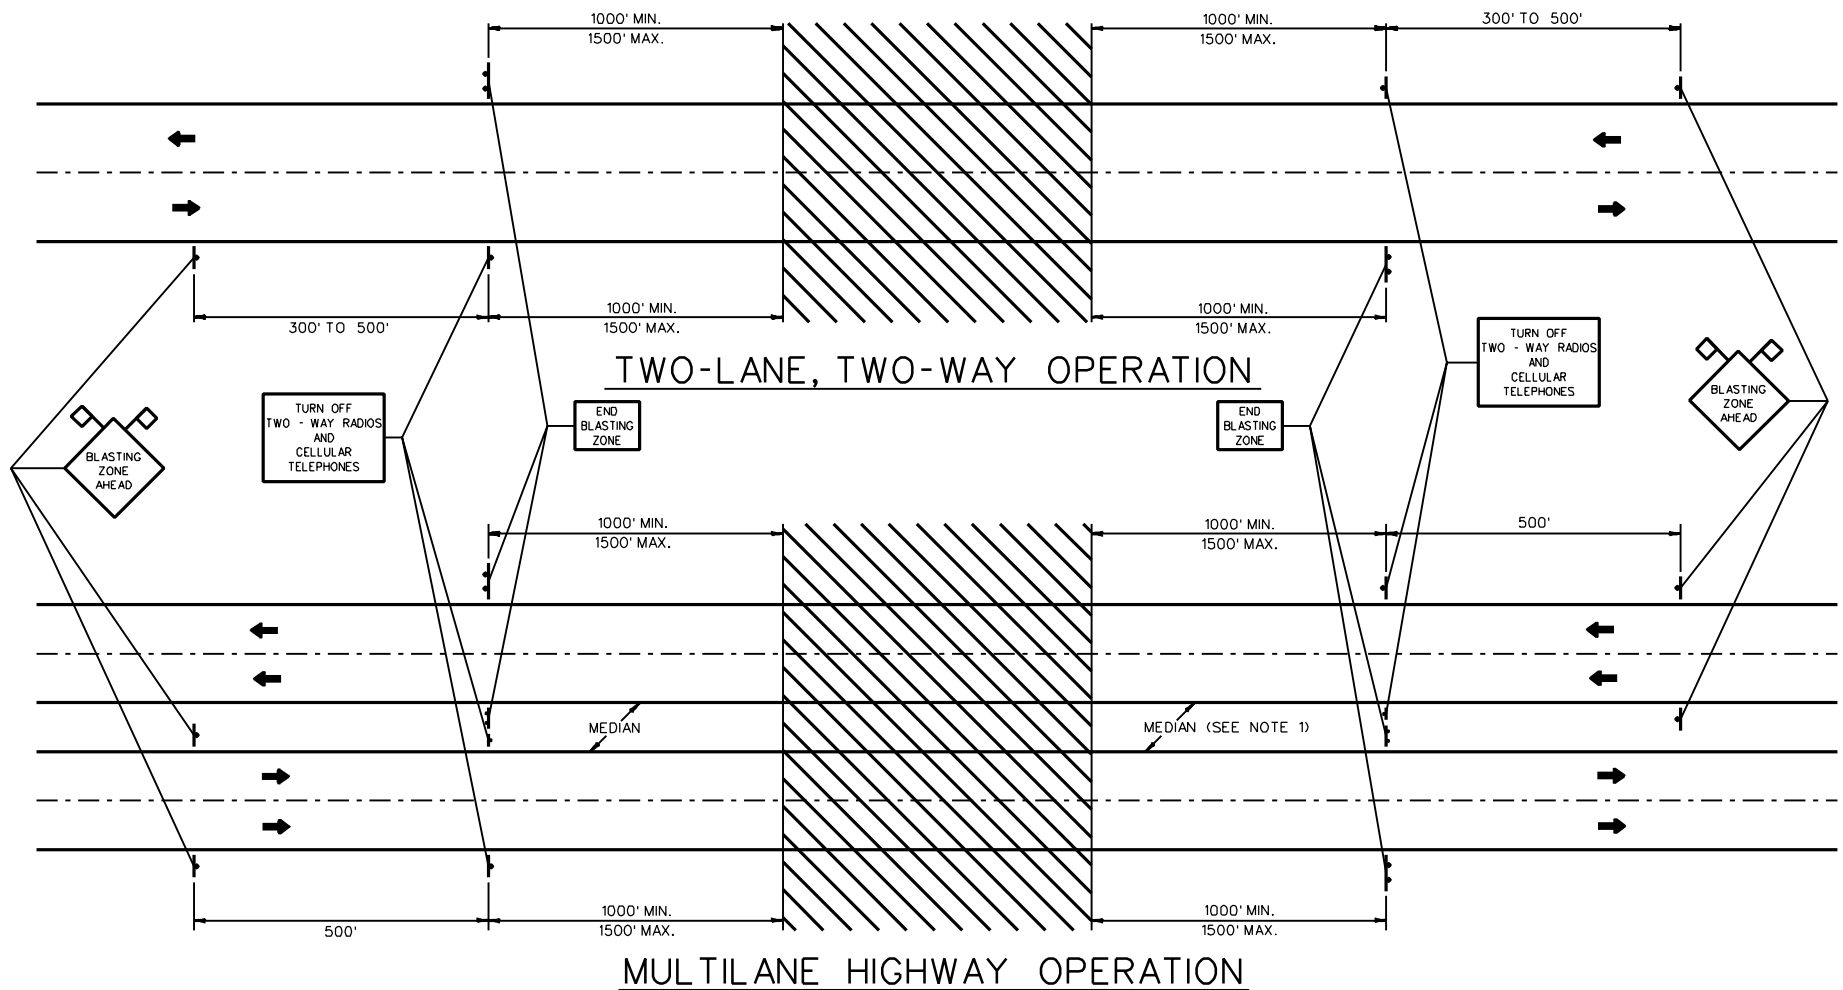 1000' MIN.
1500' MAX.
1000' MIN.
1500' MAX.
300' TO 500'
300' TO 500'
1000' MIN.
1500' MAX.
1000' MIN.
1500' MAX.
TWO-LANE, TWO-WAY OPERATION
BLASTING
ZONE
AHEAD
TURN OFF
TWO - WAY RADIOS
AND
CELLULAR
TELEPHONES
END
BLASTING
ZONE
END
BLASTING
ZONE
TURN OFF
TWO - WAY RADIOS
AND
CELLULAR
TELEPHONES
BLASTING
ZONE
AHEAD
1000' MIN.
1500' MAX.
1000' MIN.
1500' MAX.
500'
MEDIAN
MEDIAN (SEE NOTE 1)
500'
1000' MIN.
1500' MAX.
1000' MIN.
1500' MAX.
MULTILANE HIGHWAY OPERATION